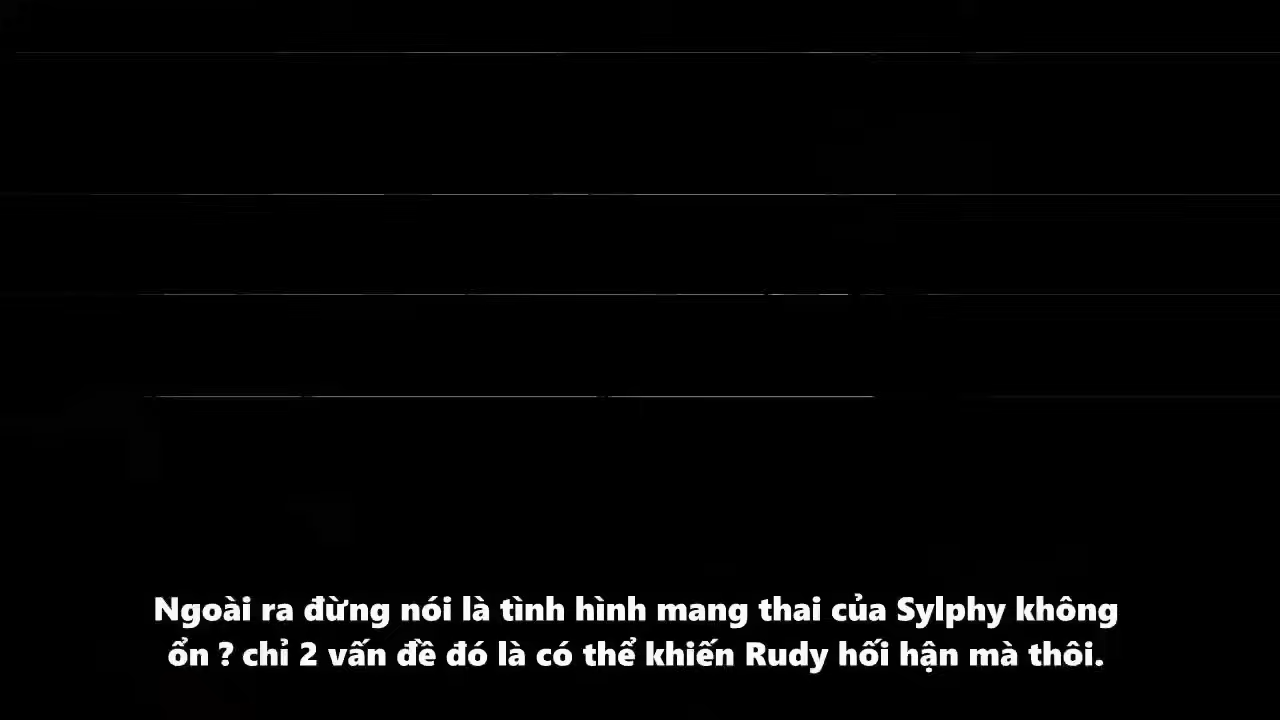 Ngoài ra đừng nói là tình hình mang thai của Sylphy không
ổn ? chỉ 2 vấn đề đó là có thể khiến Rudy hối hận mà thôi.